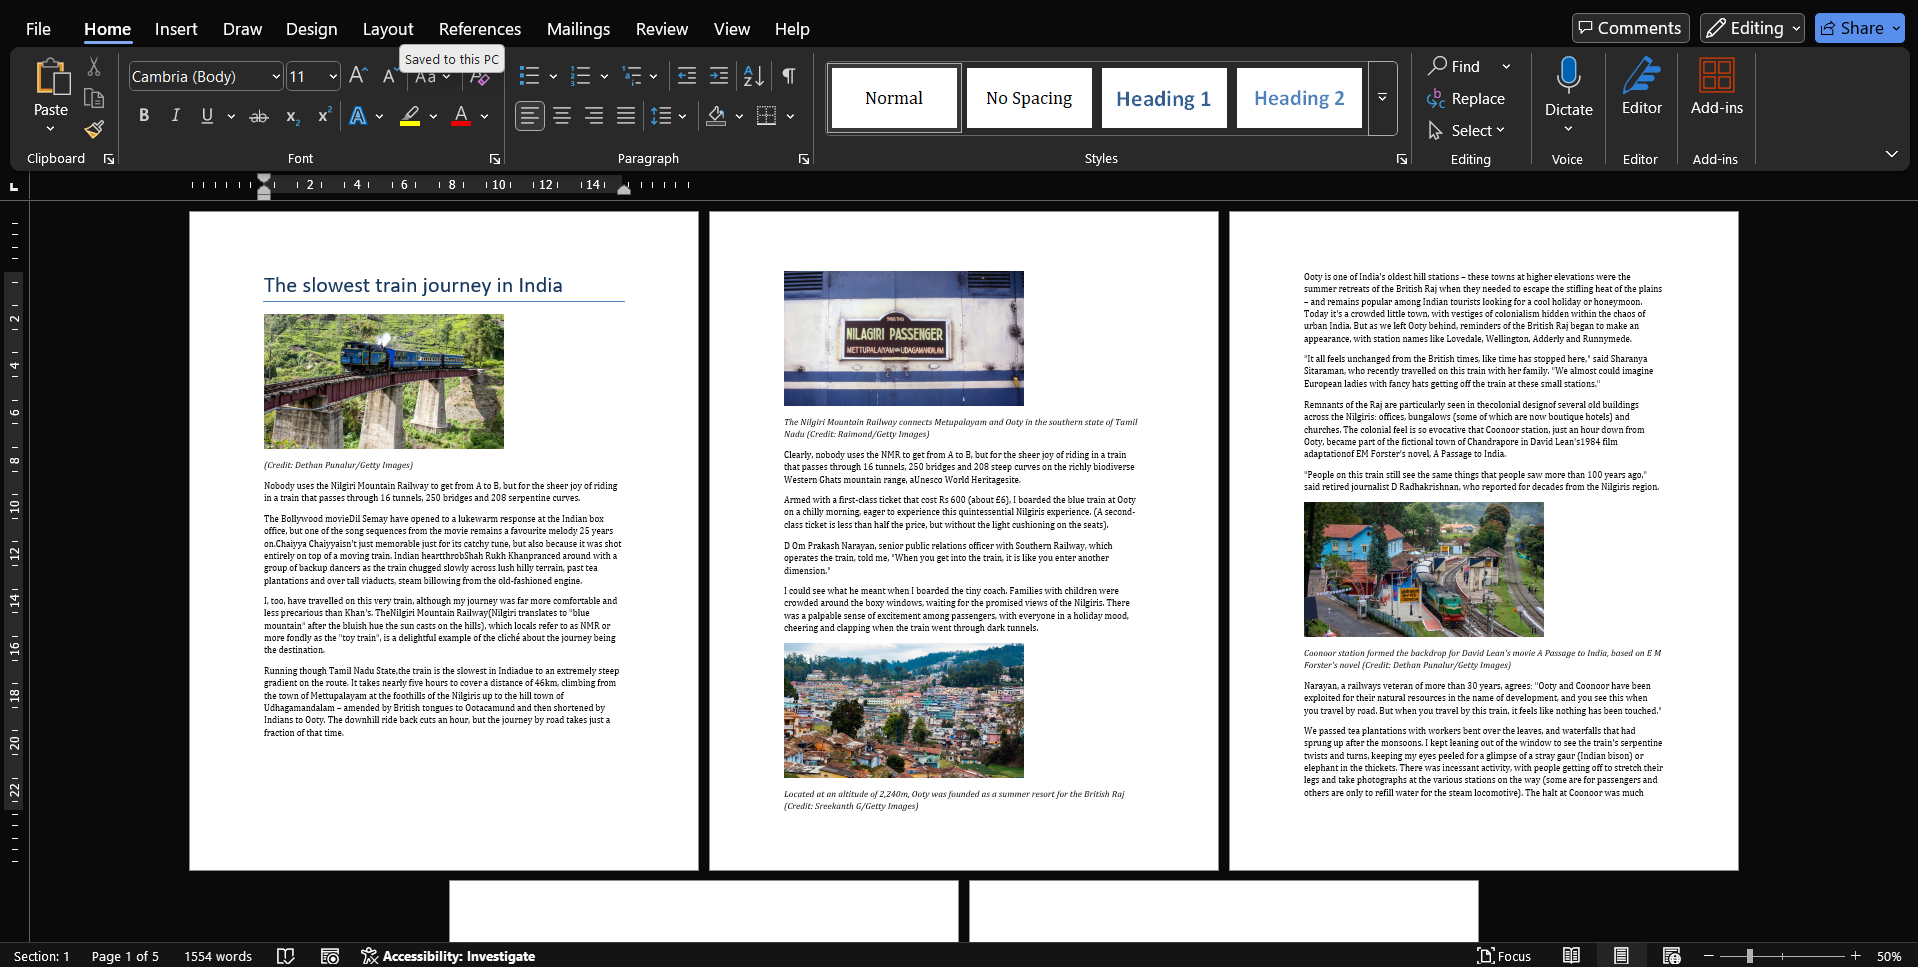 File Home Insert Draw Design Layout References Mailings Review View Help
Comments Editing Share
Saved to this PC
Paste
Clipboard
Cambria (Body) 11
Font
Paragraph
Normal
No Spacing
Heading 1
Heading 2
Styles
Find
Replace
Select
Editing
Dictate
Voice
Editor
Editor
Add-ins
Add-ins
2 4 6 8 10 12 14
2
4
6
8
10
12
14
16
18
20
22
The slowest train journey in India
(Credit: Dethan Punalur/Getty Images)
Nobody uses the Nilgiri Mountain Railway to get from A to B, but for the sheer joy of riding
in a train that passes through 16 tunnels, 250 bridges and 208 serpentine curves.
The Bollywood movieDil Semay have opened to a lukewarm response at the Indian box
office, but one of the song sequences from the movie remains a favourite melody 25 years
on.Chaiyya Chaiyyaisn't just memorable just for its catchy tune, but also because it was shot
entirely on top of a moving train. Indian heartthrobShah Rukh Khanpranced around with a
group of backup dancers as the train chugged slowly across lush hilly terrain, past tea
plantations and over tall viaducts, steam billowing from the old-fashioned engine.
I, too, have travelled on this very train, although my journey was far more comfortable and
less precarious than Khan's. TheNilgiri Mountain Railway(Nilgiri translates to "blue
mountain" after the bluish hue the sun casts on the hills), which locals refer to as NMR or
more fondly as the "toy train", is a delightful example of the cliché about the journey being
the destination.
Running though Tamil Nadu State,the train is the slowest in Indiadue to an extremely steep
gradient on the route. It takes nearly five hours to cover a distance of 46km, climbing from
the town of Mettupalayam at the foothills of the Nilgiris up to the hill town of
Udhagamandalam – amended by British tongues to Ootacamund and then shortened by
Indians to Ooty. The downhill ride back cuts an hour, but the journey by road takes just a
fraction of that time.
NILAGIRI PASSENGER
METTUPALAIYAM UDAGAMANDALAM
The Nilgiri Mountain Railway connects Metupalayam and Ooty in the southern state of Tamil
Nadu (Credit: Raimond/Getty Images)
Clearly, nobody uses the NMR to get from A to B, but for the sheer joy of riding in a train
that passes through 16 tunnels, 250 bridges and 208 steep curves on the richly biodiverse
Western Ghats mountain range, aUnesco World Heritagesite.
Armed with a first-class ticket that cost Rs 600 (about £6), I boarded the blue train at Ooty
on a chilly morning, eager to experience this quintessential Nilgiris experience. (A second-
class ticket is less than half the price, but without the light cushioning on the seats).
D Om Prakash Narayan, senior public relations officer with Southern Railway, which
operates the train, told me, "When you get into the train, it is like you enter another
dimension."
I could see what he meant when I boarded the tiny coach. Families with children were
crowded around the boxy windows, waiting for the promised views of the Nilgiris. There
was a palpable sense of excitement among passengers, with everyone in a holiday mood,
cheering and clapping when the train went through dark tunnels.
Located at an altitude of 2,240m, Ooty was founded as a summer resort for the British Raj
(Credit: Sreekanth G/Getty Images)
Ooty is one of India's oldest hill stations – these towns at higher elevations were the
summer retreats of the British Raj when they needed to escape the stifling heat of the plains
– and remains popular among Indian tourists looking for a cool holiday or honeymoon.
Today it's a crowded little town, with vestiges of colonialism hidden within the chaos of
urban India. But as we left Ooty behind, reminders of the British Raj began to make an
appearance, with station names like Lovedale, Wellington, Adderly and Runnymede.
"It all feels unchanged from the British times, like time has stopped here," said Sharanya
Sitaraman, who recently travelled on this train with her family. "We almost could imagine
European ladies with fancy hats getting off the train at these small stations."
Remnants of the Raj are particularly seen in thecolonial designof several old buildings
across the Nilgiris: offices, bungalows (some of which are now boutique hotels) and
churches. The colonial feel is so evocative that Coonoor station, just an hour down from
Ooty, became part of the fictional town of Chandrapore in David Lean's1984 film
adaptationof EM Forster's novel, A Passage to India.
"People on this train still see the same things that people saw more than 100 years ago,"
said retired journalist D Radhakrishnan, who reported for decades from the Nilgiris region.
Coonoor station formed the backdrop for David Lean's movie A Passage to India, based on E M
Forster's novel (Credit: Dethan Punalur/Getty Images)
Narayan, a railways veteran of more than 30 years, agrees: "Ooty and Coonoor have been
exploited for their natural resources in the name of development, and you see this when
you travel by road. But when you travel by this train, it feels like nothing has been touched."
We passed tea plantations with workers bent over the leaves, and waterfalls that had
sprung up after the monsoons. I kept leaning out of the window to see the train's serpentine
twists and turns, keeping my eyes peeled for a glimpse of a stray gaur (Indian bison) or
elephant in the thickets. There was incessant activity, with people getting off to stretch their
legs and take photographs at the various stations on the way (some are for passengers and
others are only to refill water for the steam locomotive). The halt at Coonoor was much
Section: 1 Page 1 of 5 1554 words Accessibility: Investigate Focus 50%